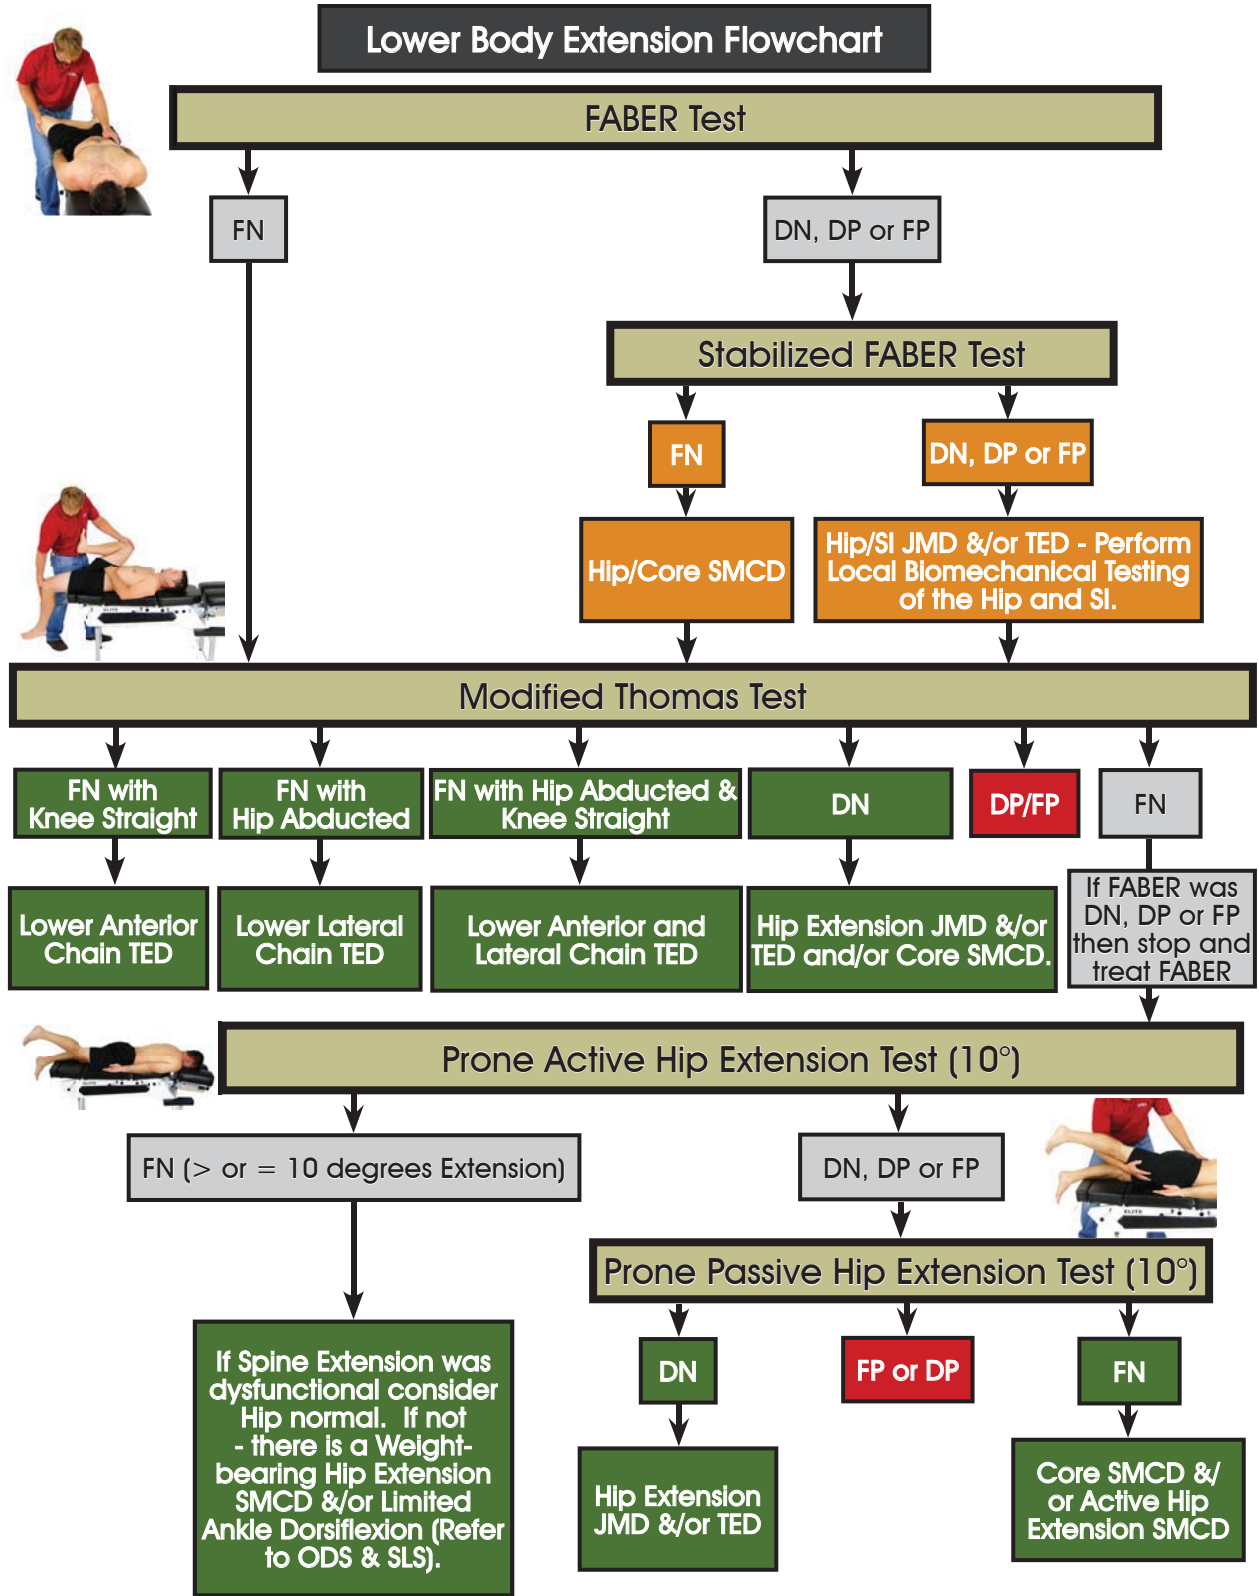 Lower Body Extension Flowchart
FABER Test
FN
DN, DP or FP
Stabilized FABER Test
FN
DN, DP or FP
Hip/Core SMCD
Hip/SI JMD &/or TED - Perform
Local Biomechanical Testing
of the Hip and SI.
Modified Thomas Test
FN with
Knee Straight
FN with
Hip Abducted
FN with Hip Abducted &
Knee Straight
DN
DP/FP
FN
Lower Anterior
Chain TED
Lower Lateral
Chain TED
Lower Anterior and
Lateral Chain TED
Hip Extension JMD &/or
TED and/or Core SMCD.
If FABER was
DN, DP or FP
then stop and
treat FABER
Prone Active Hip Extension Test (10°)
FN (> or = 10 degrees Extension)
DN, DP or FP
ELITE
Prone Passive Hip Extension Test (10°)
DN
FP or DP
FN
If Spine Extension was
dysfunctional consider
Hip normal.  If not
- there is a Weight-
bearing Hip Extension
SMCD &/or Limited
Ankle Dorsiflexion (Refer
to ODS & SLS).
Hip Extension
JMD &/or TED
Core SMCD &/
or Active Hip
Extension SMCD